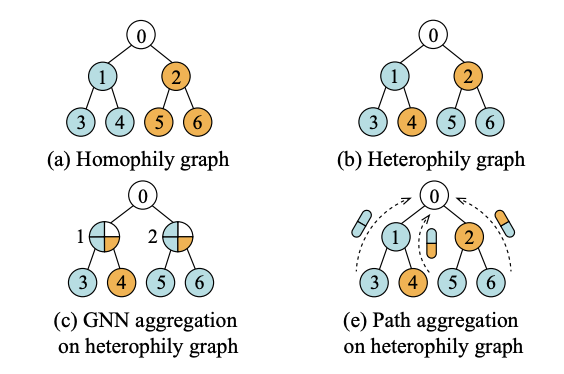 0 0
1 2 1 2
3 4 5 6 3 4 5 6
(a) Homophily graph (b) Heterophily graph
0 0
1 2 1 2
3 4 5 6 3 4 5 6
(c) GNN aggregation
on heterophily graph
(e) Path aggregation
on heterophily graph